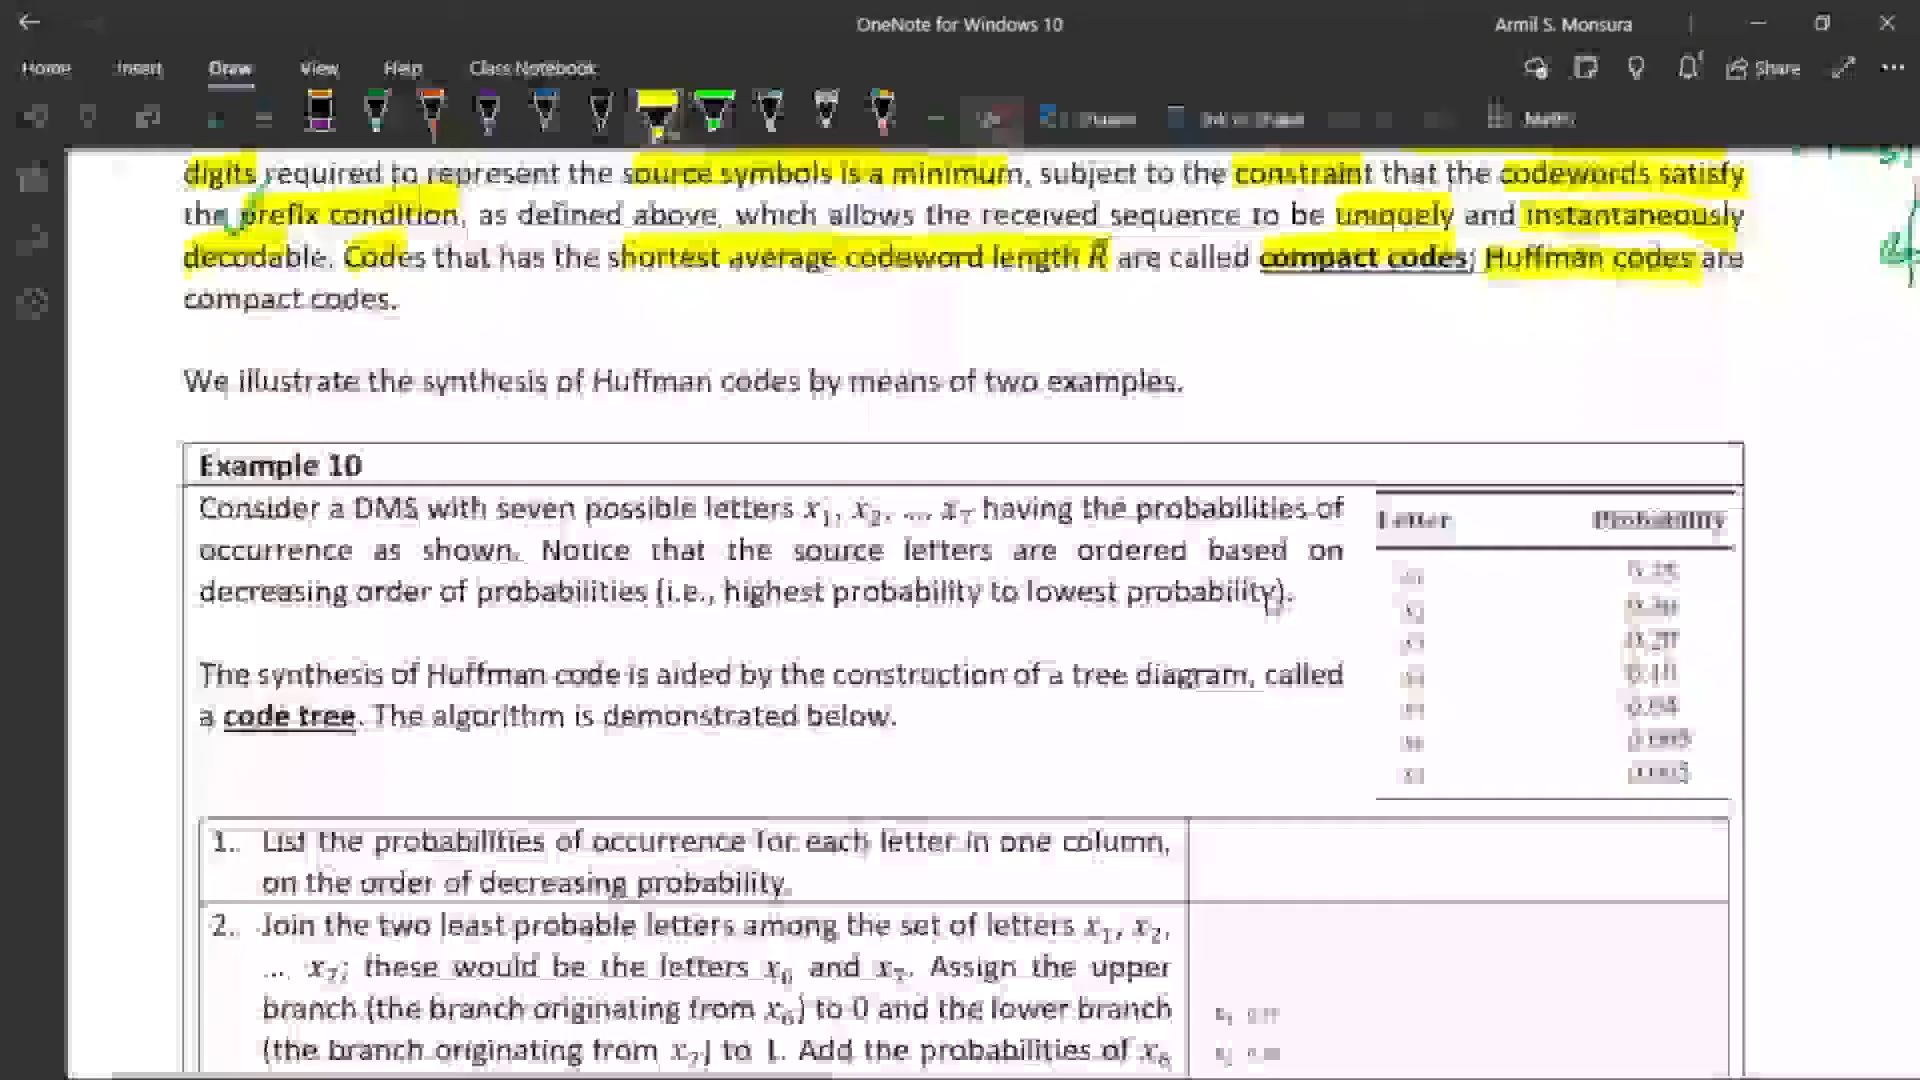 OneNote for Windows 10
Armil S. Monsura
Home Insert Draw View Help Class Notebook
Share
Shapes Ink to Shape Math
digits required to represent the source symbols is a minimum, subject to the constraint that the codewords satisfy
the prefix condition, as defined above, which allows the received sequence to be uniquely and instantaneously
decodable. Codes that has the shortest average codeword length R̄ are called compact codes; Huffman codes are
compact codes.
We illustrate the synthesis of Huffman codes by means of two examples.
Example 10
Consider a DMS with seven possible letters x₁, x₂, ... x₇ having the probabilities of
occurrence as shown. Notice that the source letters are ordered based on
decreasing order of probabilities (i.e., highest probability to lowest probability).
The synthesis of Huffman code is aided by the construction of a tree diagram, called
a code tree. The algorithm is demonstrated below.
Letter Probability
1. List the probabilities of occurrence for each letter in one column,
on the order of decreasing probability.
2. Join the two least probable letters among the set of letters x₁, x₂,
... x₇; these would be the letters x₆ and x₇. Assign the upper
branch (the branch originating from x₆) to 0 and the lower branch
(the branch originating from x₇) to 1. Add the probabilities of x₆